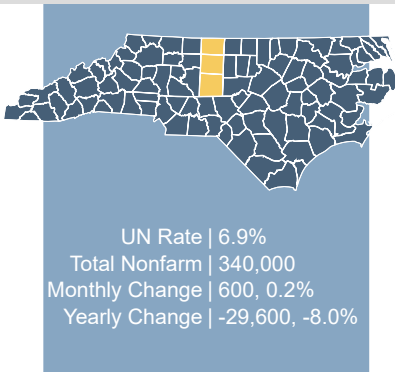 UN Rate | 6.9%
Total Nonfarm | 340,000
Monthly Change | 600, 0.2%
Yearly Change | -29,600, -8.0%